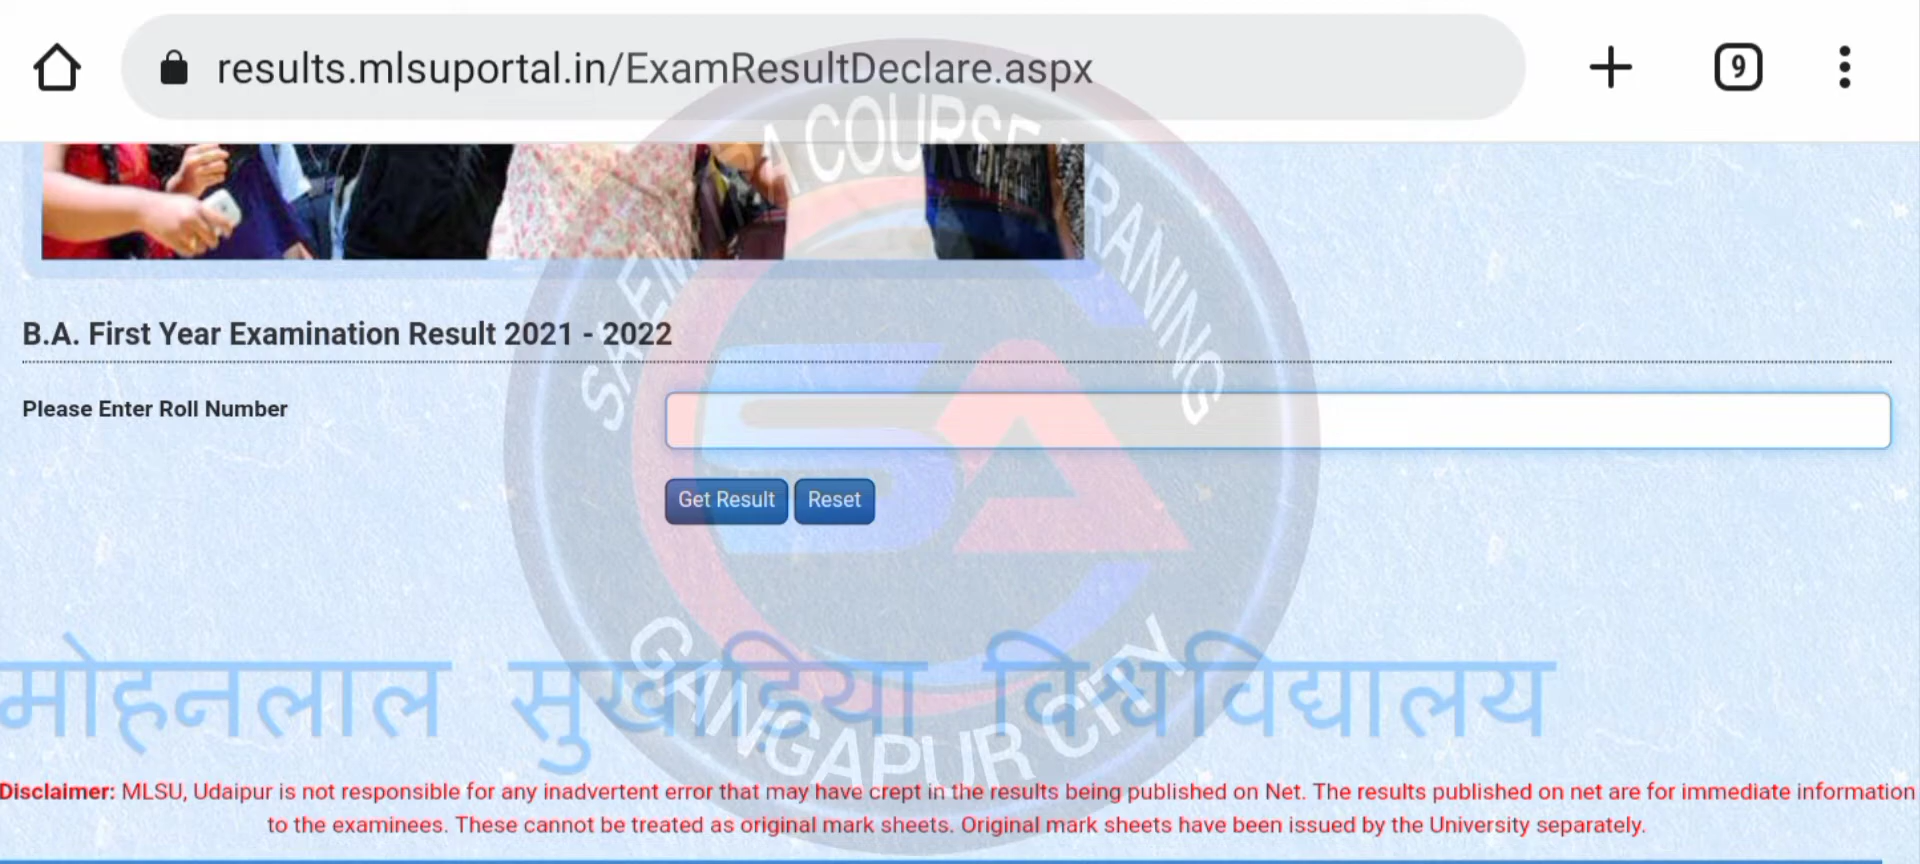 results.mlsuportal.in/ExamResultDeclare.aspx
9
B.A. First Year Examination Result 2021 - 2022
Please Enter Roll Number
Get Result
Reset
SA
GANGAPUR CITY
मोहनलाल सुखाडिया विश्वविद्यालय
Disclaimer: MLSU, Udaipur is not responsible for any inadvertent error that may have crept in the results being published on Net. The results published on net are for immediate information
to the examinees. These cannot be treated as original mark sheets. Original mark sheets have been issued by the University separately.